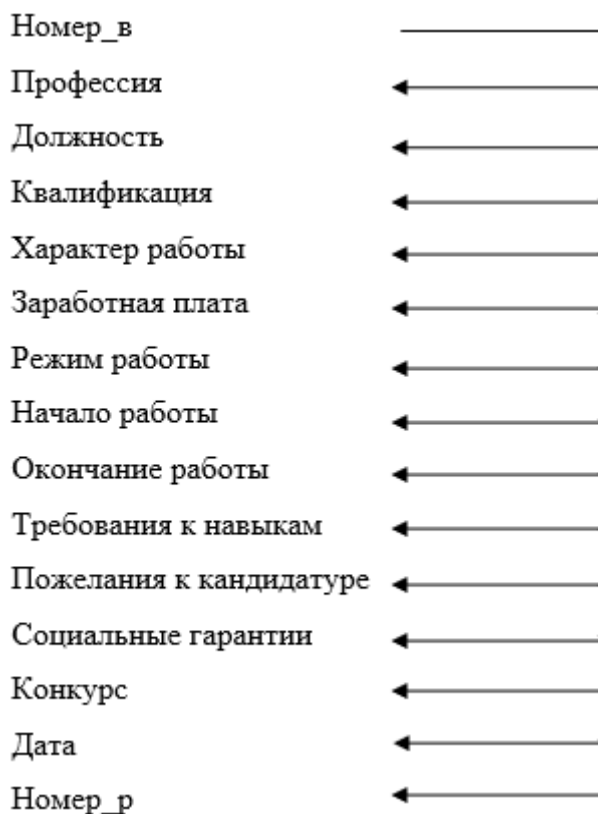 Номер_в
Профессия
Должность
Квалификация
Характер работы
Заработная плата
Режим работы
Начало работы
Окончание работы
Требования к навыкам
Пожелания к кандидатуре
Социальные гарантии
Конкурс
Дата
Номер_р